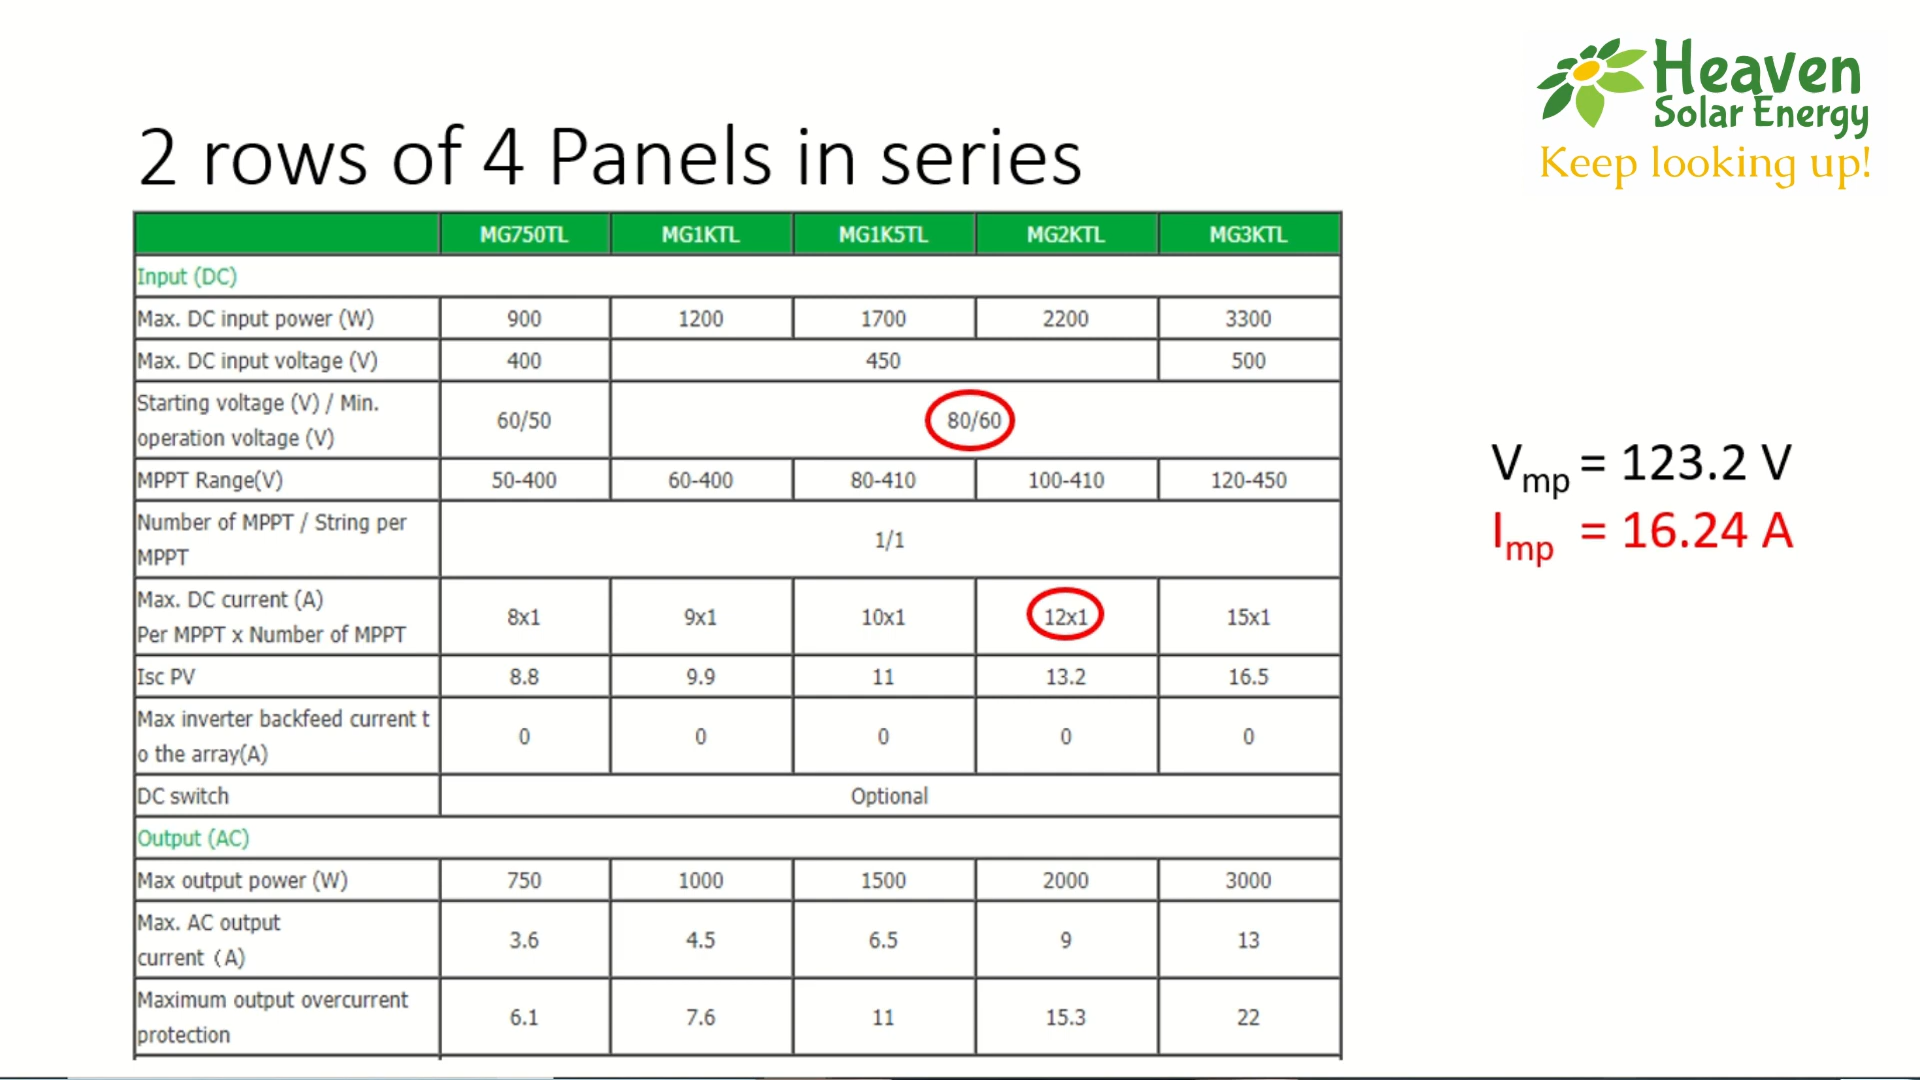 Heaven
Solar Energy
Keep looking up!
2 rows of 4 Panels in series
MG750TL MG1KTL MG1K5TL MG2KTL MG3KTL
Input (DC)
Max. DC input power (W) 900 1200 1700 2200 3300
Max. DC input voltage (V) 400 450 500
Starting voltage (V) / Min.
operation voltage (V) 60/50 80/60
MPPT Range(V) 50-400 60-400 80-410 100-410 120-450
Number of MPPT / String per
MPPT 1/1
Max. DC current (A)
Per MPPT x Number of MPPT 8x1 9x1 10x1 12x1 15x1
Isc PV 8.8 9.9 11 13.2 16.5
Max inverter backfeed current t
o the array(A) 0 0 0 0 0
DC switch Optional
Output (AC)
Max output power (W) 750 1000 1500 2000 3000
Max. AC output
current（A) 3.6 4.5 6.5 9 13
Maximum output overcurrent
protection 6.1 7.6 11 15.3 22
Vmp = 123.2 V
Imp = 16.24 A